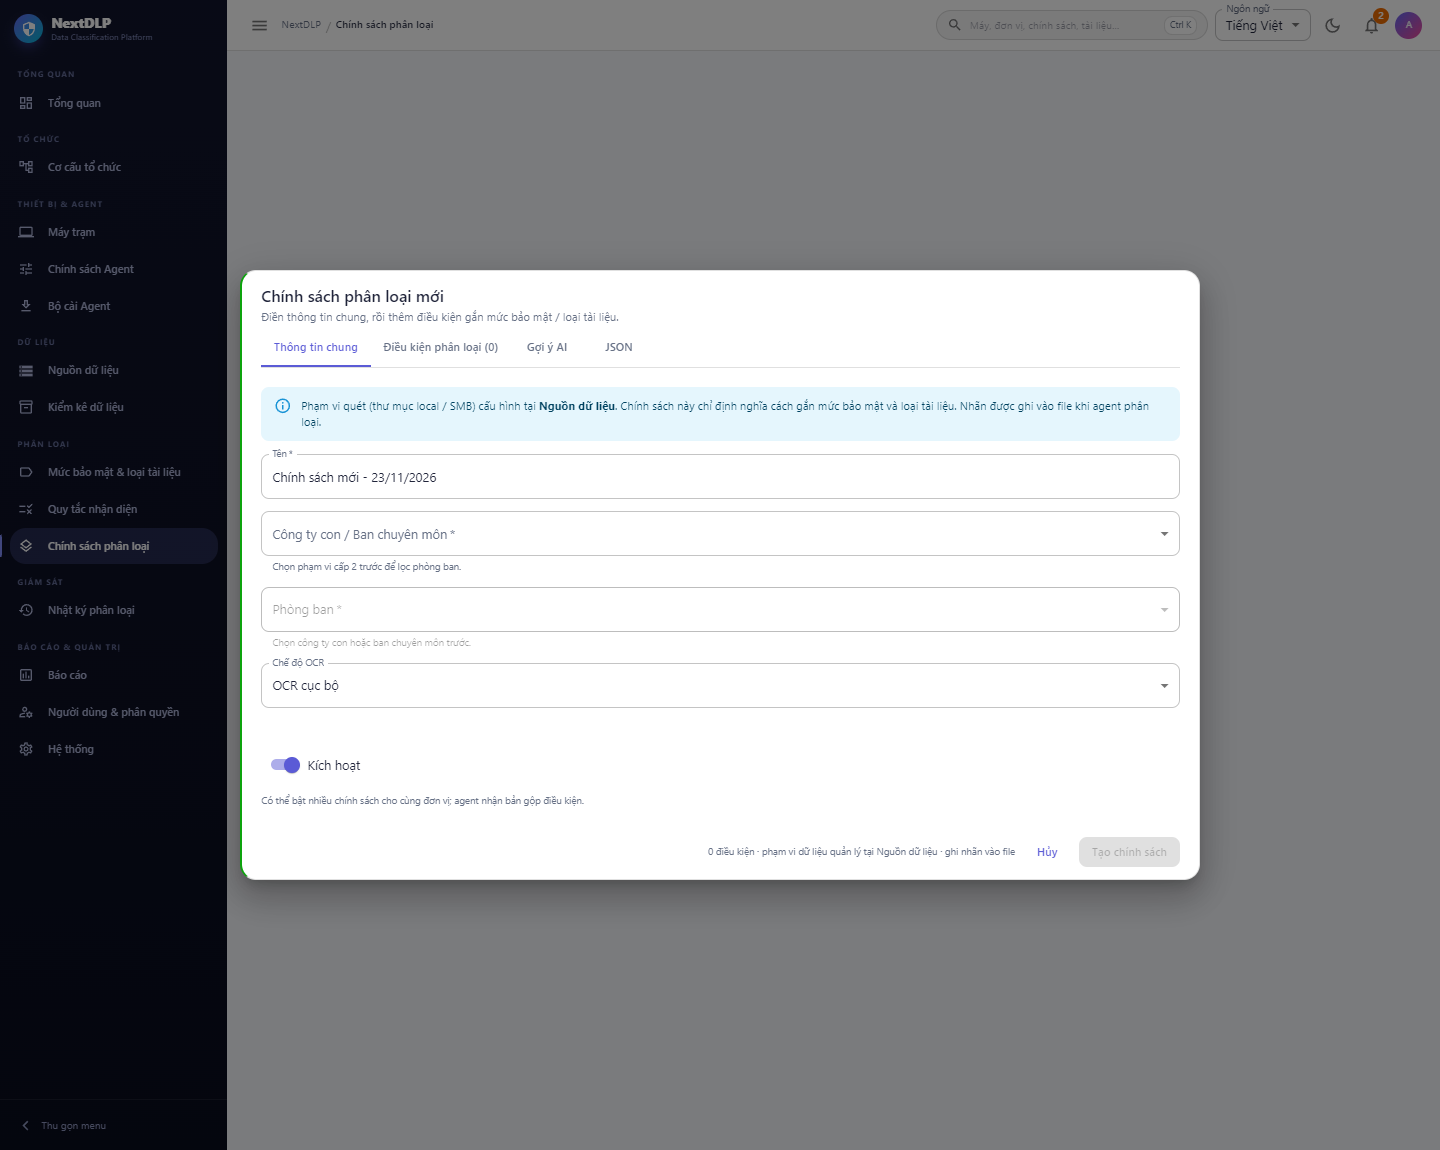 NextDLP
Data Classification Platform
TỔNG QUAN
Tổng quan
TỔ CHỨC
Cơ cấu tổ chức
THIẾT BỊ & AGENT
Máy trạm
Chính sách Agent
Bộ cài Agent
DỮ LIỆU
Nguồn dữ liệu
Kiểm kê dữ liệu
PHÂN LOẠI
Mức bảo mật & loại tài liệu
Quy tắc nhận diện
Chính sách phân loại
GIÁM SÁT
Nhật ký phân loại
BÁO CÁO & QUẢN TRỊ
Báo cáo
Người dùng & phân quyền
Hệ thống
Thu gọn menu
NextDLP / Chính sách phân loại
Máy, đơn vị, chính sách, tài liệu...
Ctrl K
Ngôn ngữ
Tiếng Việt
2
A
Chính sách phân loại mới
Điền thông tin chung, rồi thêm điều kiện gắn mức bảo mật / loại tài liệu.
Thông tin chung
Điều kiện phân loại (0)
Gợi ý AI
JSON
Phạm vi quét (thư mục local / SMB) cấu hình tại Nguồn dữ liệu. Chính sách này chỉ định nghĩa cách gắn mức bảo mật và loại tài liệu. Nhãn được ghi vào file khi agent phân
loại.
Tên *
Chính sách mới - 23/11/2026
Công ty con / Ban chuyên môn *
Chọn phạm vi cấp 2 trước để lọc phòng ban.
Phòng ban *
Chọn công ty con hoặc ban chuyên môn trước.
Chế độ OCR
OCR cục bộ
Kích hoạt
Có thể bật nhiều chính sách cho cùng đơn vị; agent nhận bản gộp điều kiện.
0 điều kiện · phạm vi dữ liệu quản lý tại Nguồn dữ liệu · ghi nhãn vào file
Hủy
Tạo chính sách